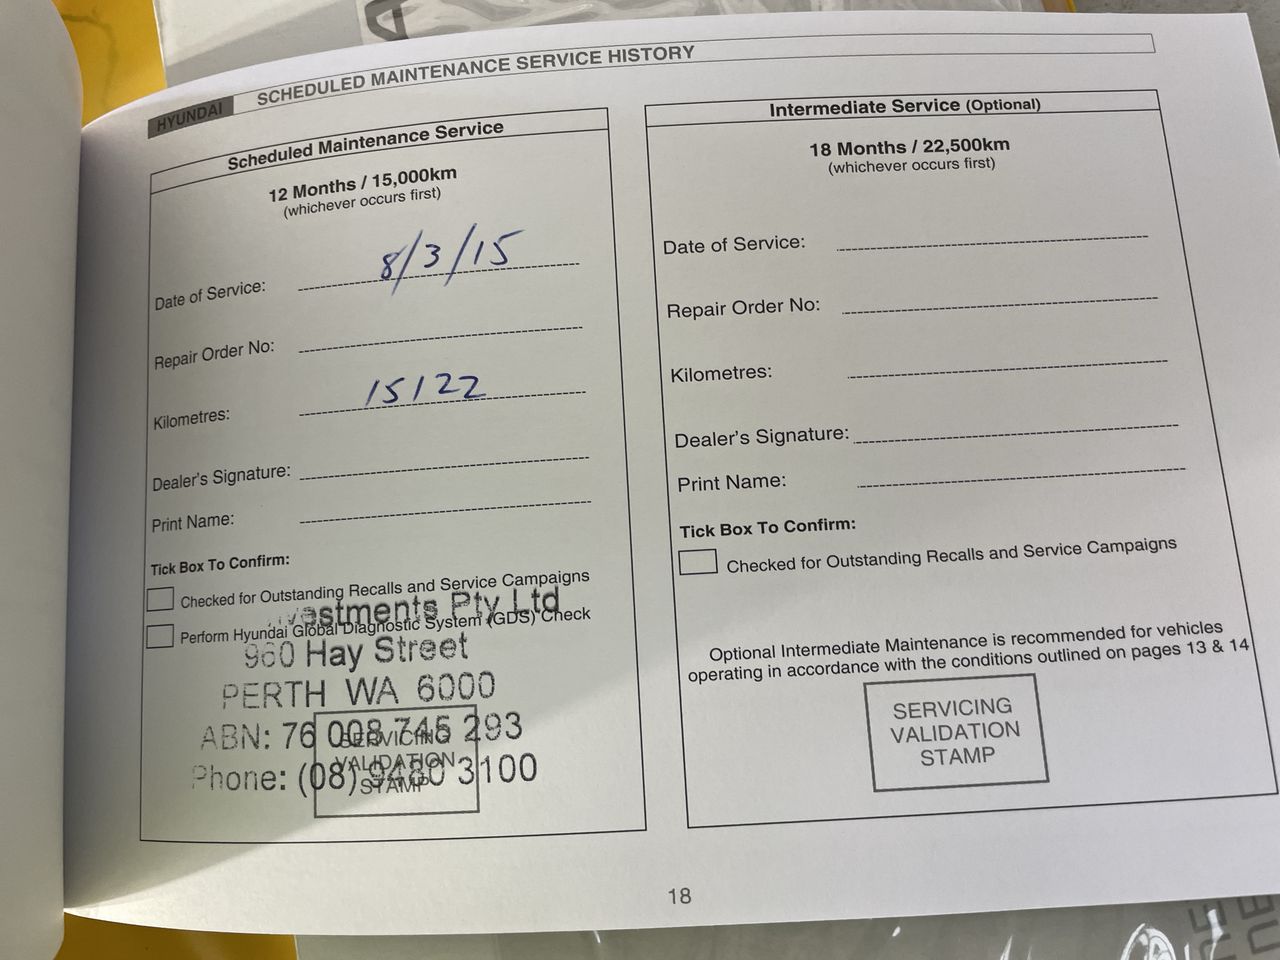 HYUNDAI SCHEDULED MAINTENANCE SERVICE HISTORY
Scheduled Maintenance Service
12 Months / 15,000km
(whichever occurs first)
Date of Service: 8/3/15
Repair Order No:
Kilometres: 15122
Dealer's Signature:
Print Name:
Tick Box To Confirm:
Checked for Outstanding Recalls and Service Campaigns
Perform Hyundai Global Diagnostic System (GDS) Check
Pty Ltd
960 Hay Street
PERTH WA 6000
ABN: 76 008 745 293
Phone: (08) 3100
SERVICING
VALIDATION
STAMP
Intermediate Service (Optional)
18 Months / 22,500km
(whichever occurs first)
Date of Service:
Repair Order No:
Kilometres:
Dealer's Signature:
Print Name:
Tick Box To Confirm:
Checked for Outstanding Recalls and Service Campaigns
Optional Intermediate Maintenance is recommended for vehicles
operating in accordance with the conditions outlined on pages 13 & 14
SERVICING
VALIDATION
STAMP
18